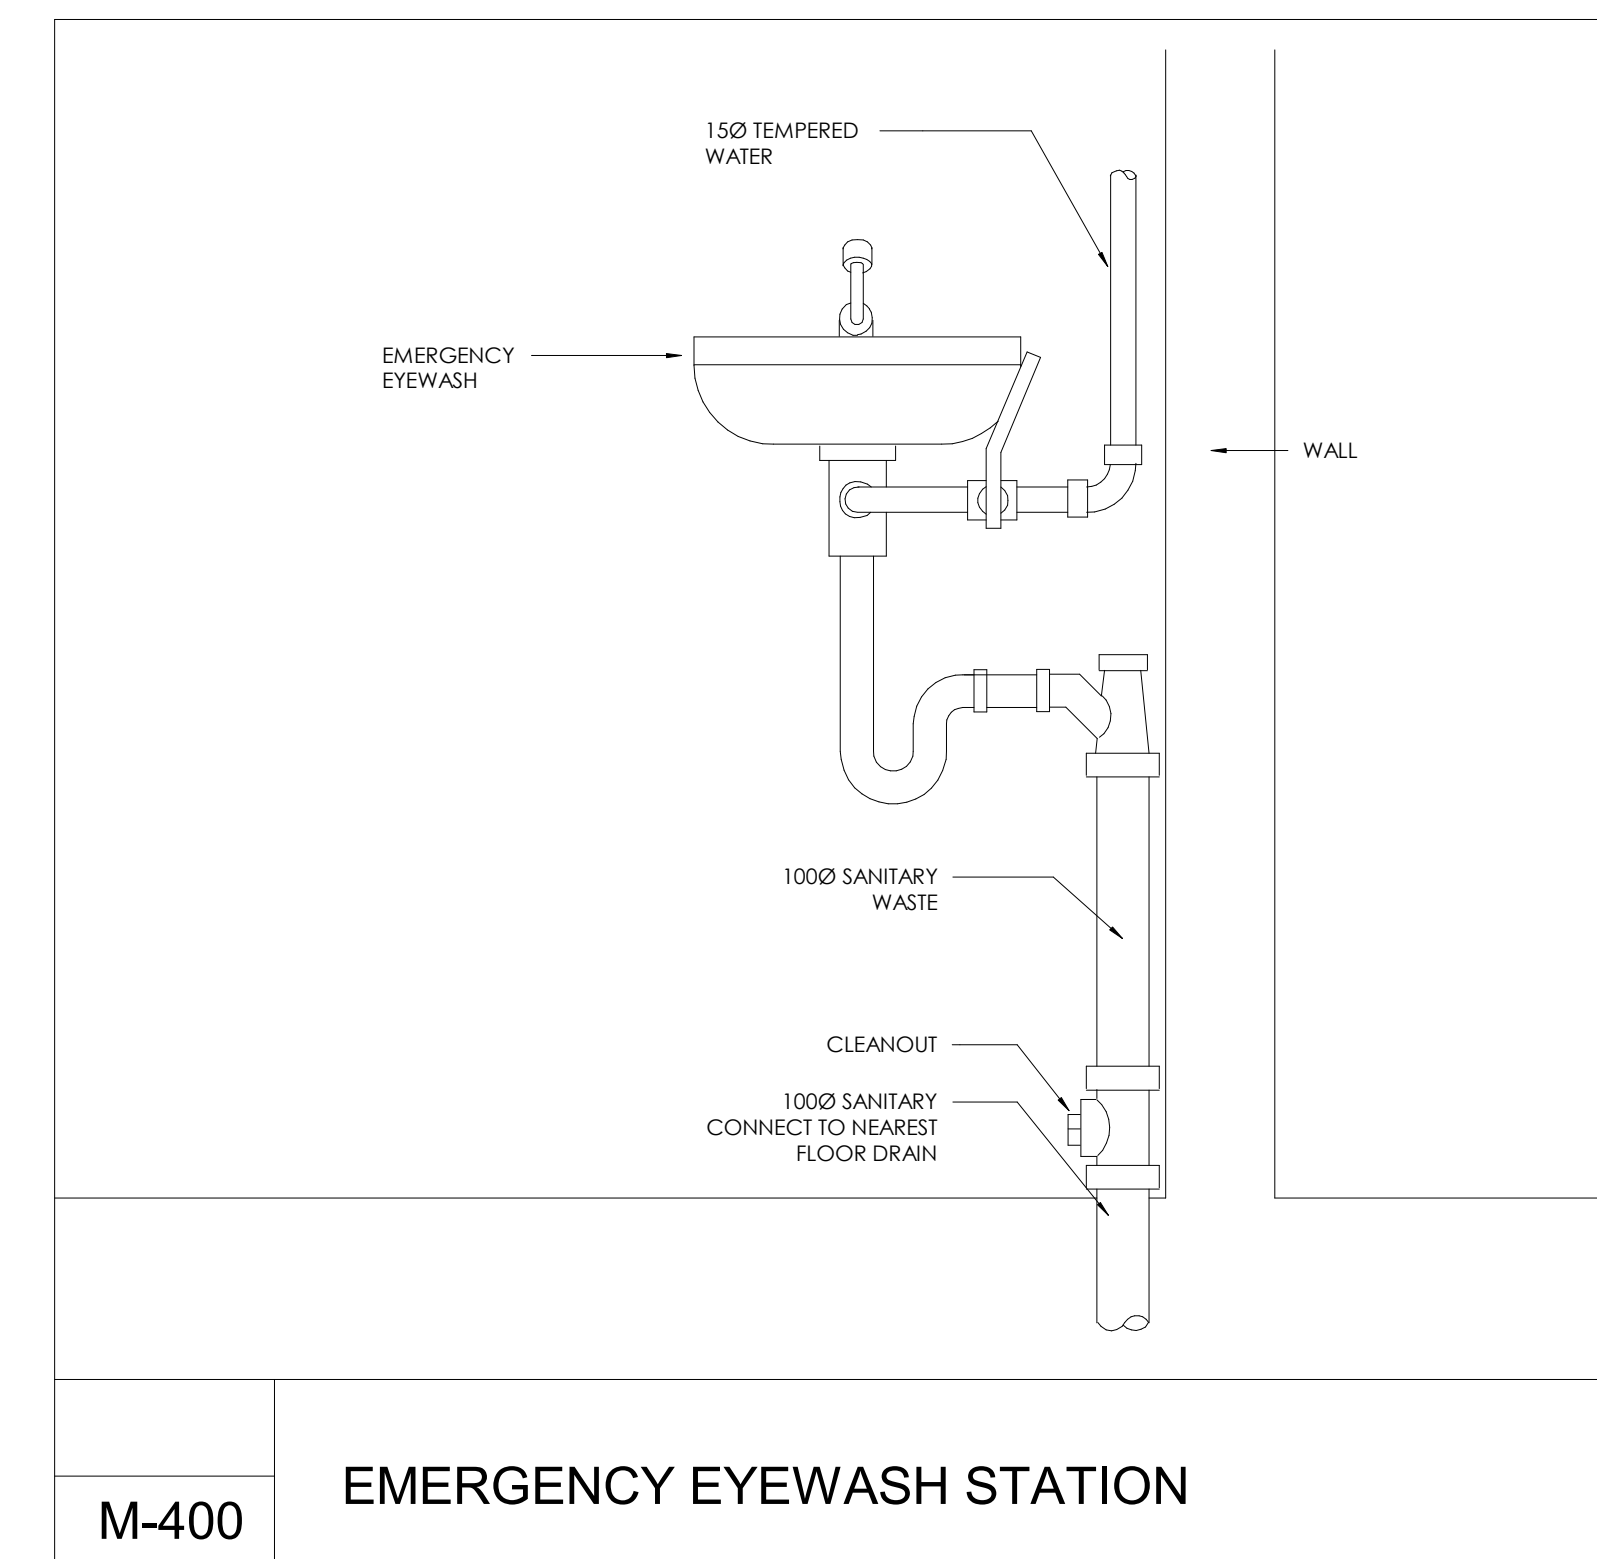 15Ø TEMPERED
WATER
EMERGENCY
EYEWASH
WALL
100Ø SANITARY
WASTE
CLEANOUT
100Ø SANITARY
CONNECT TO NEAREST
FLOOR DRAIN
EMERGENCY EYEWASH STATION
M-400